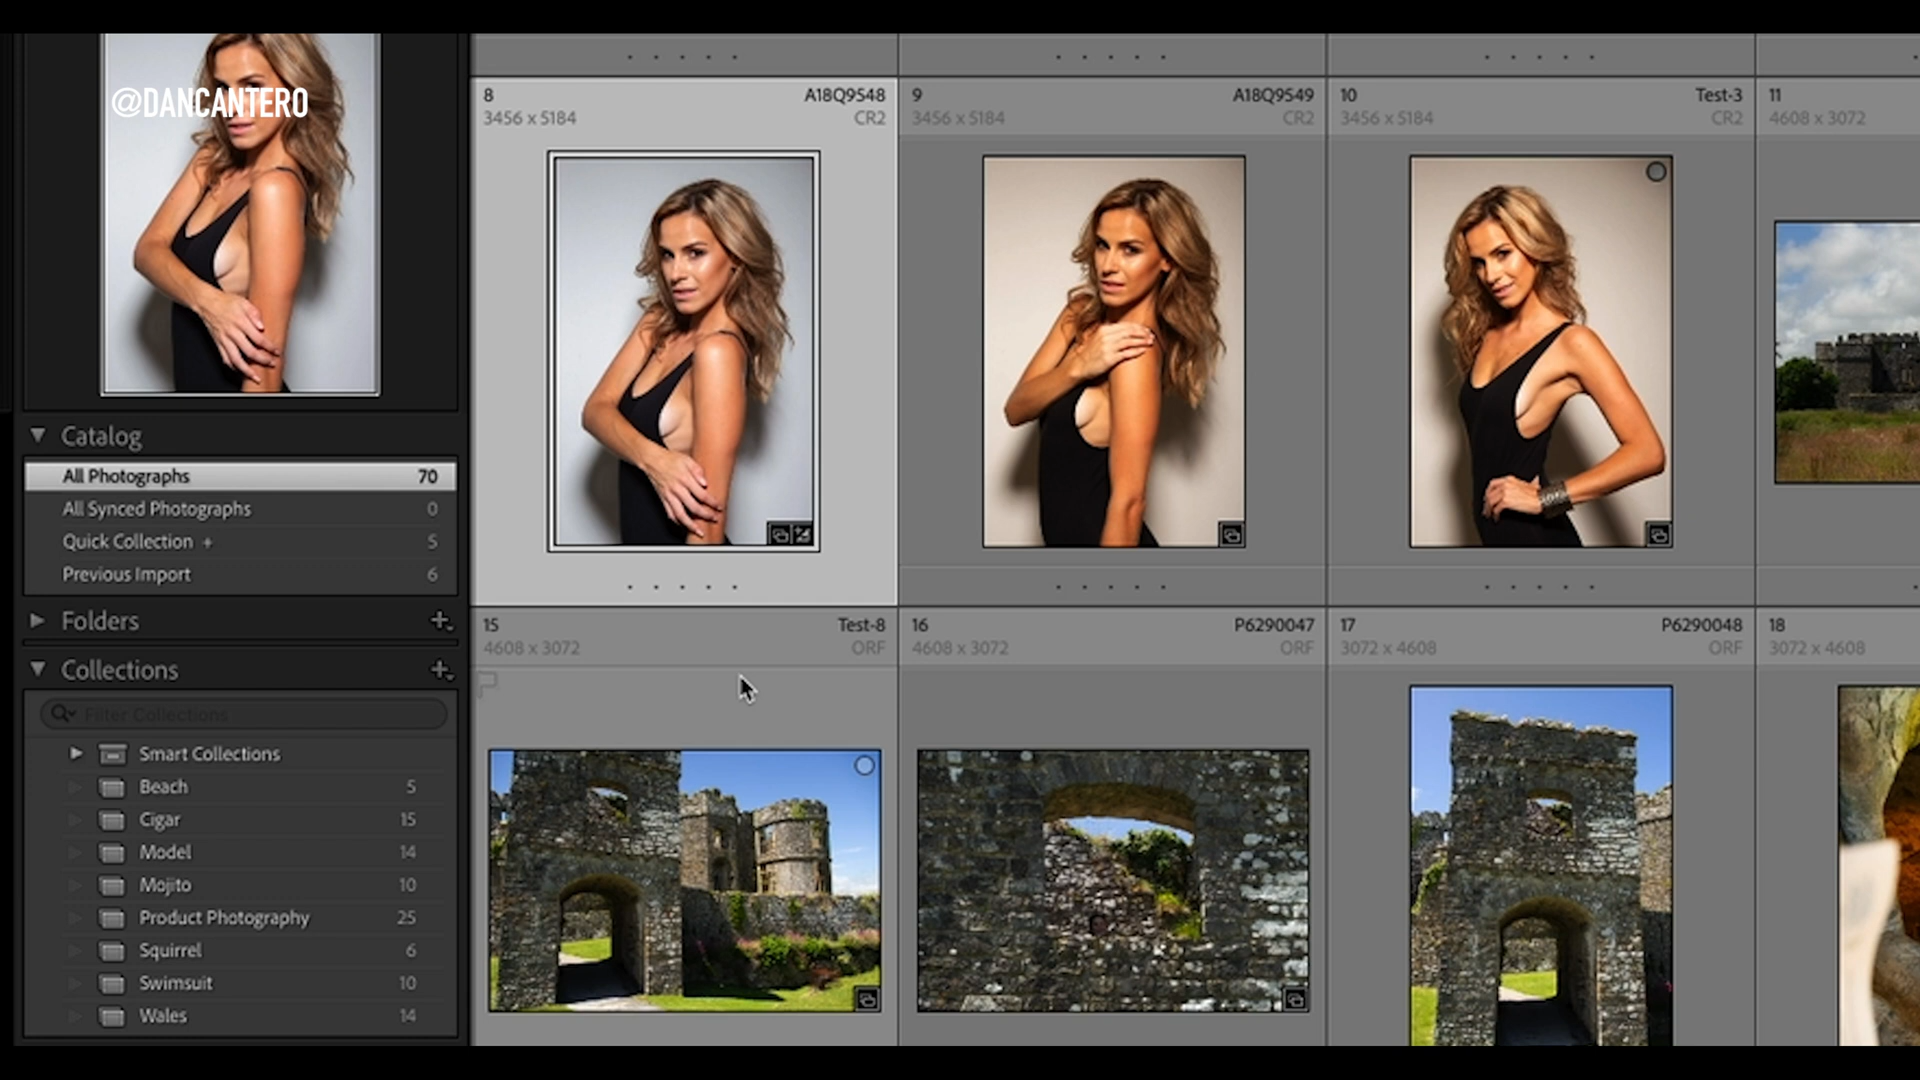 @DANCANTERO
Catalog
All Photographs 70
All Synced Photographs 0
Quick Collection + 5
Previous Import 6
Folders
Collections
Filter Collections
Smart Collections
Beach 5
Cigar 15
Model 14
Mojito 10
Product Photography 25
Squirrel 6
Swimsuit 10
Wales 14
8 A18Q9548
3456 x 5184 CR2
9 A18Q9549
3456 x 5184 CR2
10 Test-3
3456 x 5184 CR2
11
4608 x 3072
15 Test-8
4608 x 3072 ORF
16 P6290047
4608 x 3072 ORF
17 P6290048
3072 x 4608 ORF
18
3072 x 4608